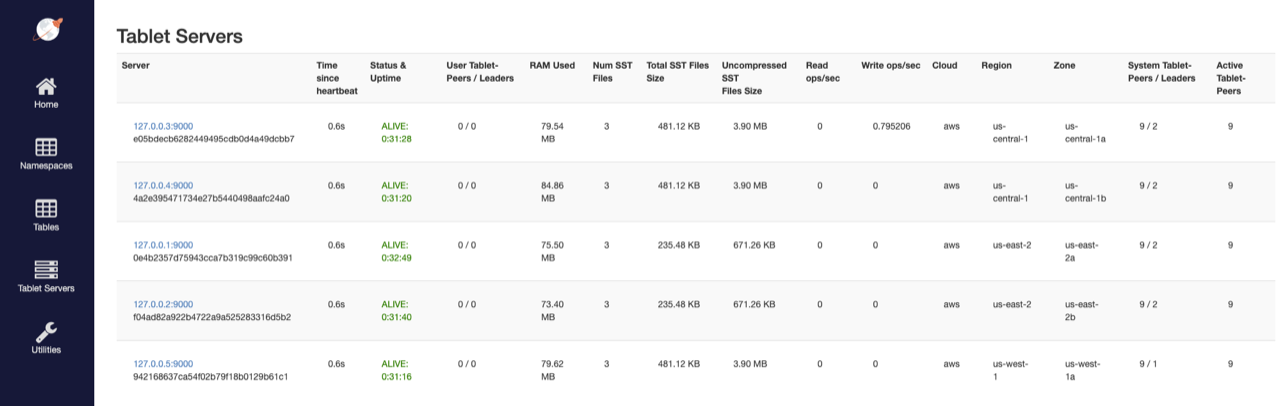 Tablet Servers
Server Time since heartbeat Status & Uptime User Tablet-Peers / Leaders RAM Used Num SST Files Total SST Files Size Uncompressed SST Files Size Read ops/sec Write ops/sec Cloud Region Zone System Tablet-Peers / Leaders Active Tablet-Peers
127.0.0.3:9000 0.6s ALIVE: 0 / 0 79.54 MB 3 481.12 KB 3.90 MB 0 0.795206 aws us-central-1 us-central-1a 9 / 2 9
e05bdecb6282449495cdb0d4a49dcbb7 0:31:28
127.0.0.4:9000 0.6s ALIVE: 0 / 0 84.86 MB 3 481.12 KB 3.90 MB 0 0 aws us-central-1 us-central-1b 9 / 2 9
4a2e395471734e27b5440498aafc24a0 0:31:20
127.0.0.1:9000 0.6s ALIVE: 0 / 0 75.50 MB 3 235.48 KB 671.26 KB 0 0 aws us-east-2 us-east-2a 9 / 2 9
0e4b2357d75943cca7b319c99c60b391 0:32:49
127.0.0.2:9000 0.6s ALIVE: 0 / 0 73.40 MB 3 235.48 KB 671.26 KB 0 0 aws us-east-2 us-east-2b 9 / 2 9
f04ad82a922b4722a9a525283316d5b2 0:31:40
127.0.0.5:9000 0.6s ALIVE: 0 / 0 79.62 MB 3 481.12 KB 3.90 MB 0 0 aws us-west-1 us-west-1a 9 / 1 9
942168637ca54f02b79f18b0129b61c1 0:31:16
Home
Namespaces
Tables
Tablet Servers
Utilities